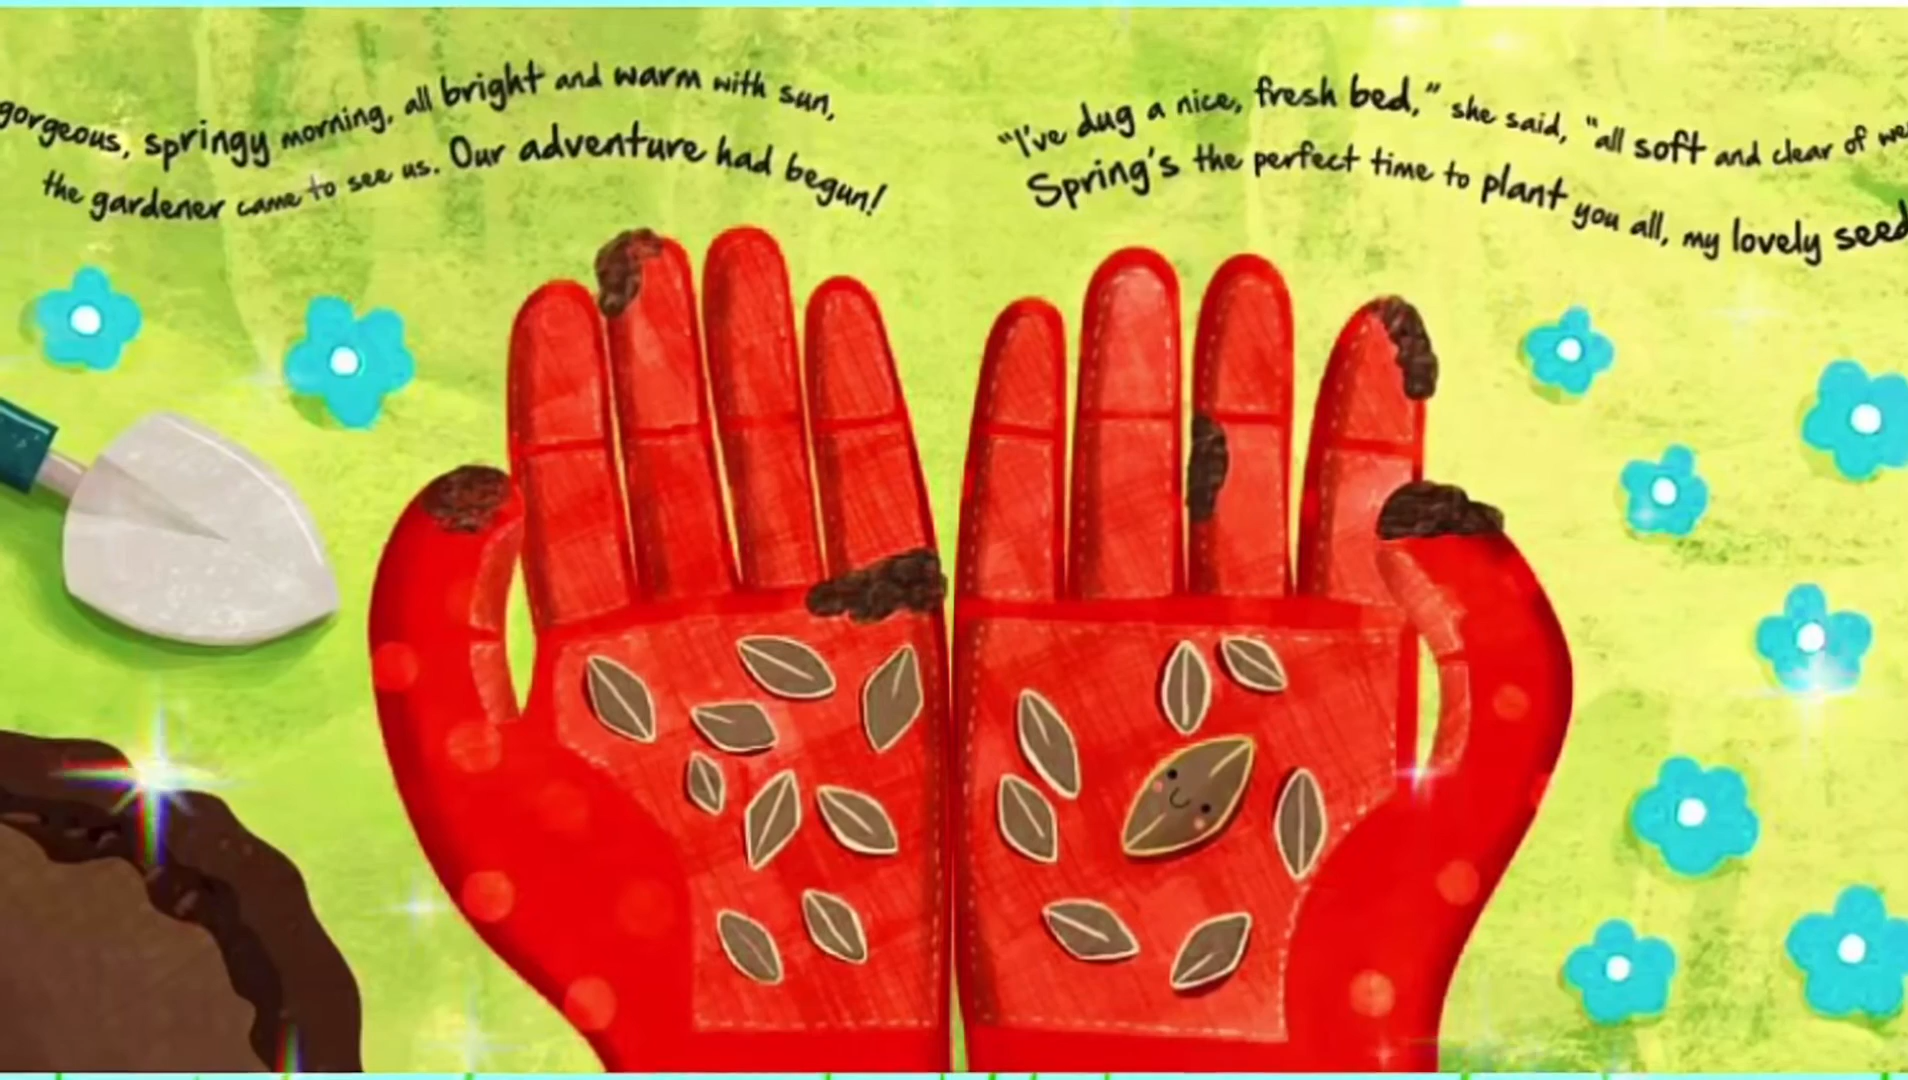 gorgeous, springy morning, all bright and warm with sun,
the gardener came to see us. Our adventure had begun!
"I've dug a nice, fresh bed," she said, "all soft and clear of
Spring's the perfect time to plant you all, my lovely seed